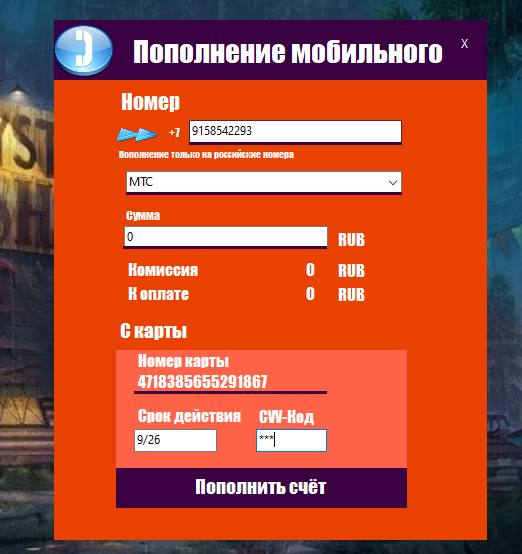 Пополнение мобильного
X
Номер
+7 9158542293
Пополнение только на российские номера
МТС
Сумма
0 RUB
Комиссия 0 RUB
К оплате 0 RUB
С карты
Номер карты
4718385655291867
Срок действия CVV-Код
9/26 ***
Пополнить счёт